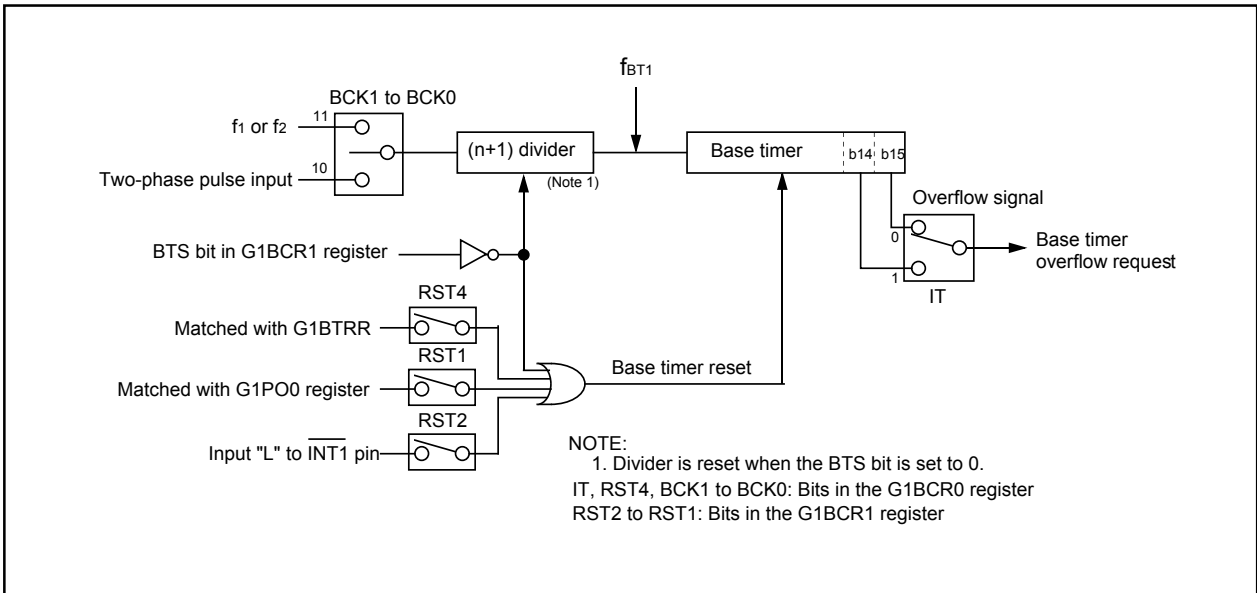 fBT1
BCK1 to BCK0
11
f1 or f2
10
Two-phase pulse input
(n+1) divider
(Note 1)
Base timer
b14
b15
Overflow signal
0
1
IT
Base timer
overflow request
BTS bit in G1BCR1 register
RST4
Matched with G1BTRR
RST1
Matched with G1PO0 register
RST2
Input "L" to INT1 pin
Base timer reset
NOTE:
1. Divider is reset when the BTS bit is set to 0.
IT, RST4, BCK1 to BCK0: Bits in the G1BCR0 register
RST2 to RST1: Bits in the G1BCR1 register